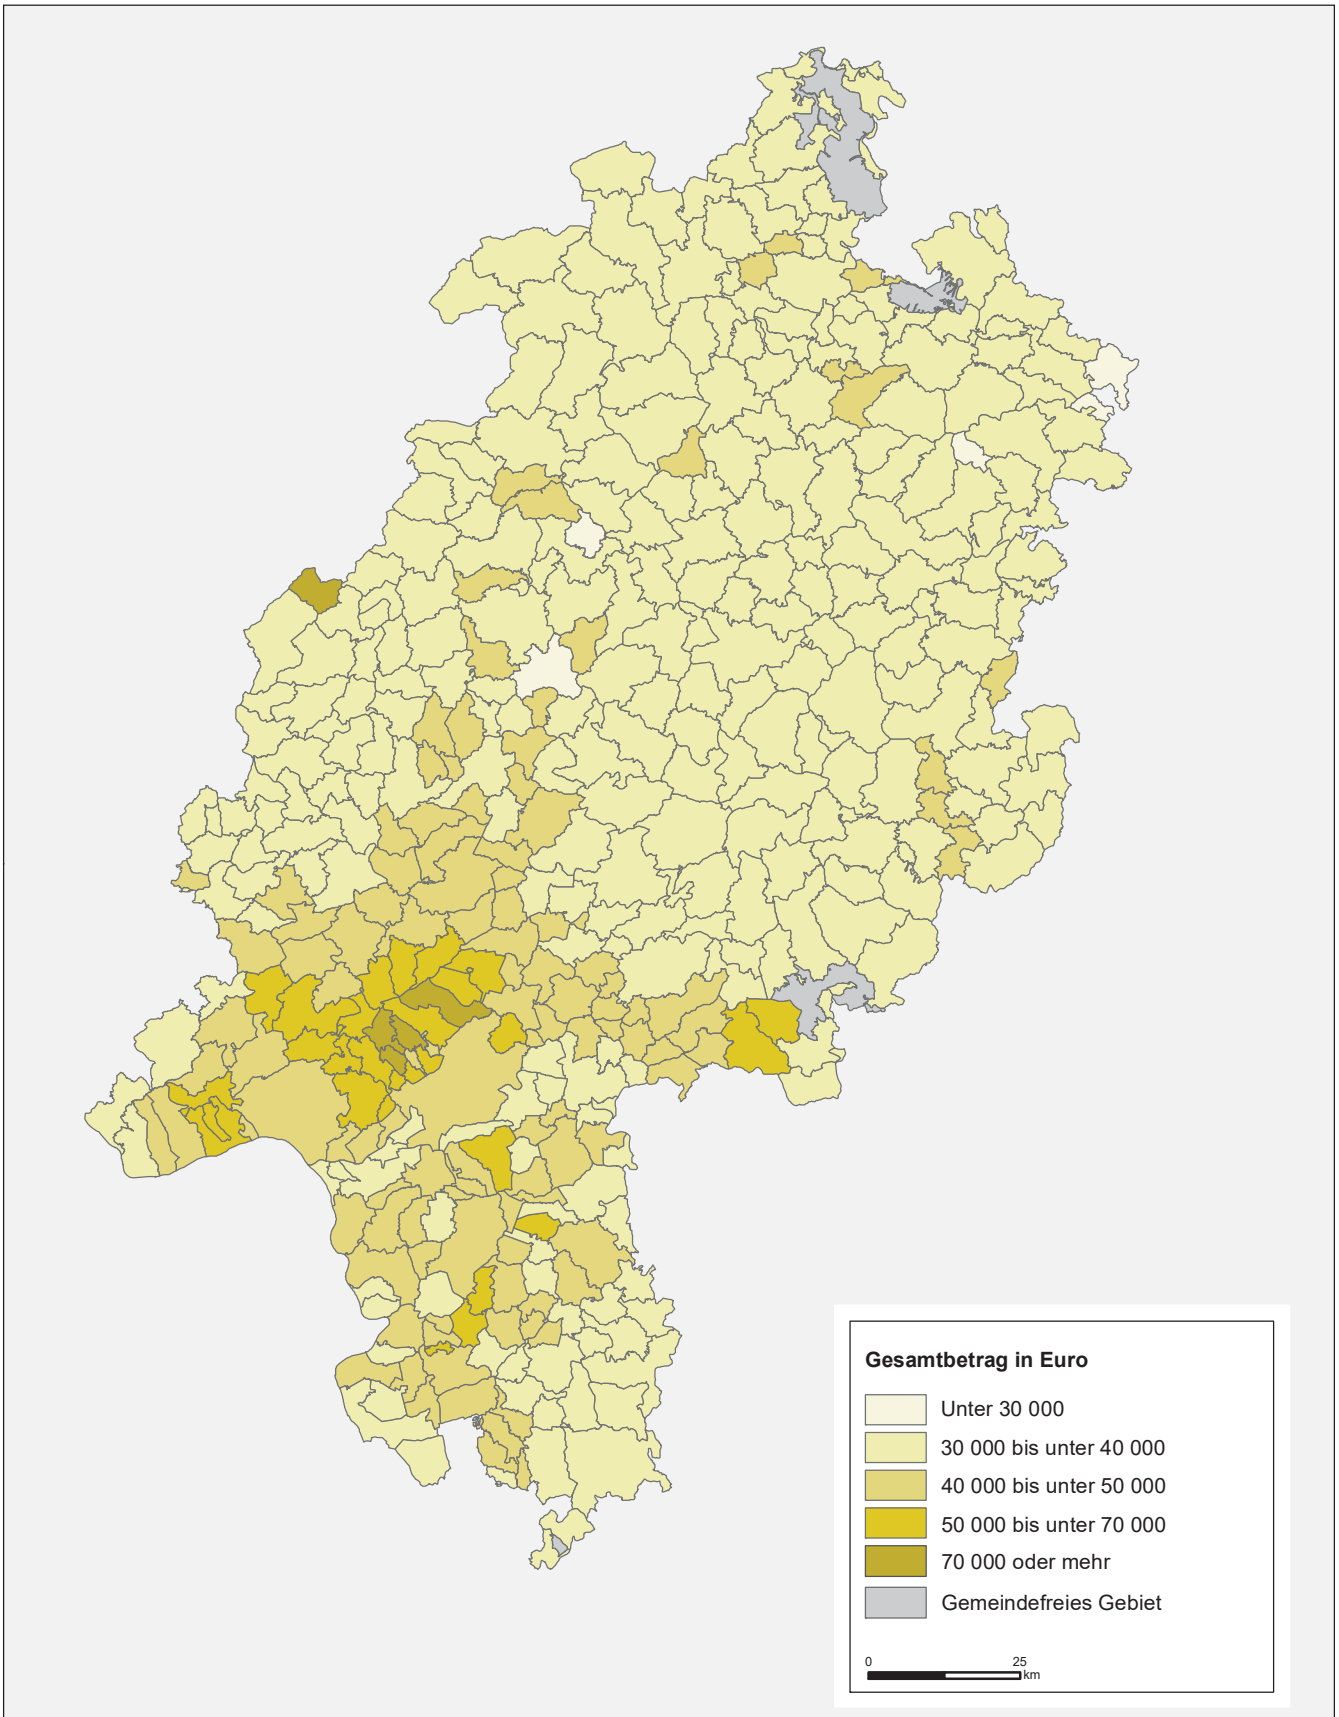 Gesamtbetrag in Euro
Unter 30 000
30 000 bis unter 40 000
40 000 bis unter 50 000
50 000 bis unter 70 000
70 000 oder mehr
Gemeindefreies Gebiet
0 25
km